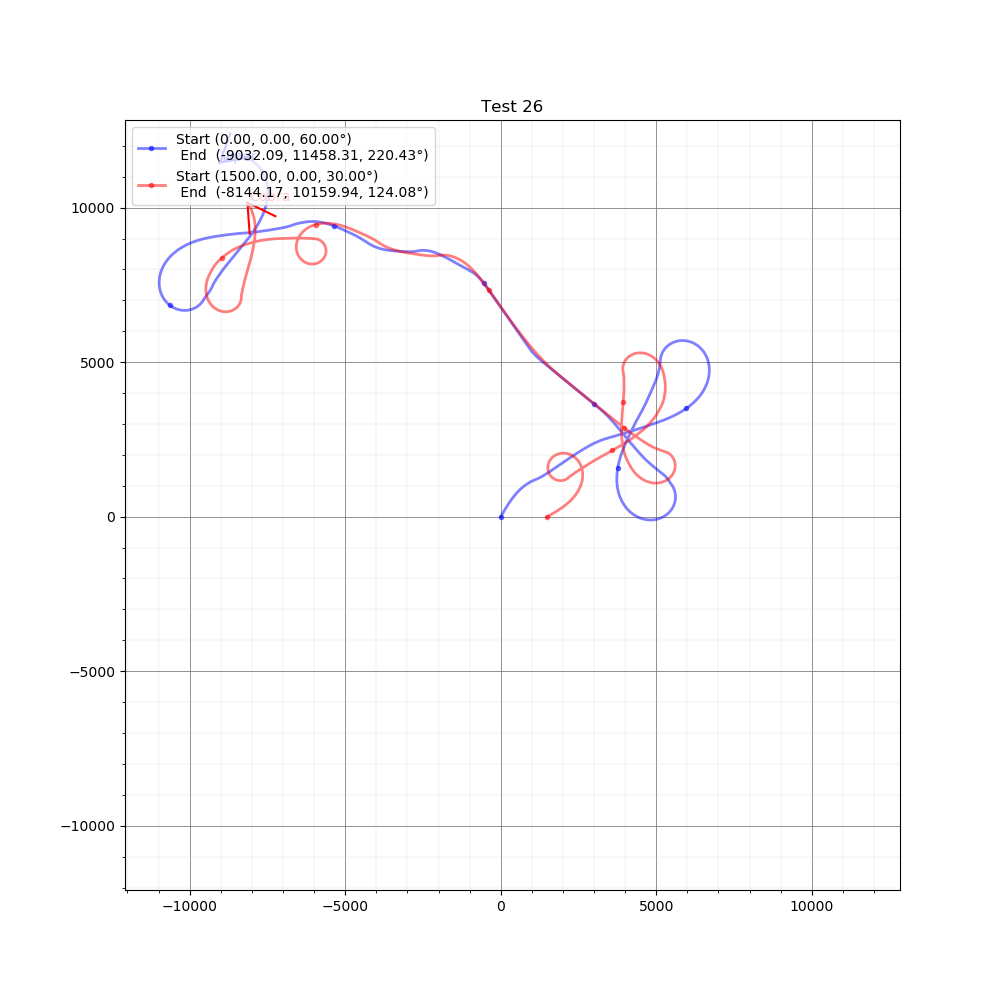 Test 26
Start (0.00, 0.00, 60.00°)
End (-9032.09, 11458.31, 220.43°)
Start (1500.00, 0.00, 30.00°)
End (-8144.17, 10159.94, 124.08°)
10000
5000
0
−5000
−10000
−10000 −5000 0 5000 10000